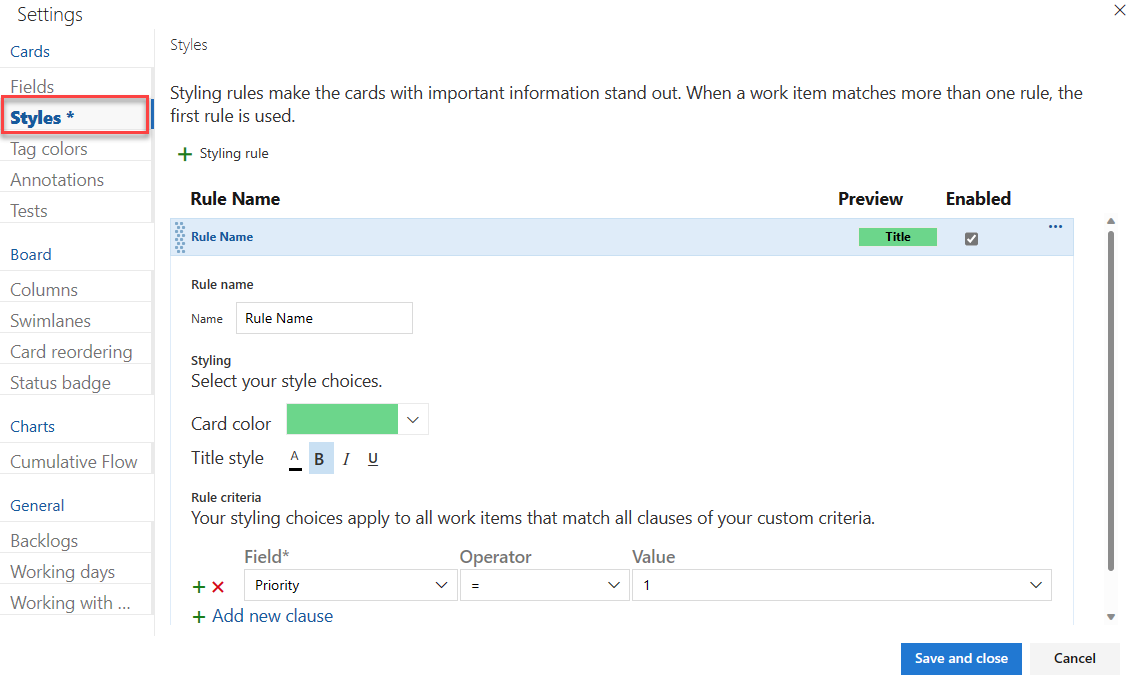 Settings
Cards
Fields
Styles *
Tag colors
Annotations
Tests
Board
Columns
Swimlanes
Card reordering
Status badge
Charts
Cumulative Flow
General
Backlogs
Working days
Working with ...
Styles
Styling rules make the cards with important information stand out. When a work item matches more than one rule, the
first rule is used.
+ Styling rule
Rule Name Preview Enabled
Rule Name Title ...
Rule name
Name Rule Name
Styling
Select your style choices.
Card color
Title style A B I U
Rule criteria
Your styling choices apply to all work items that match all clauses of your custom criteria.
Field* Operator Value
Priority = 1
+ Add new clause
Save and close Cancel